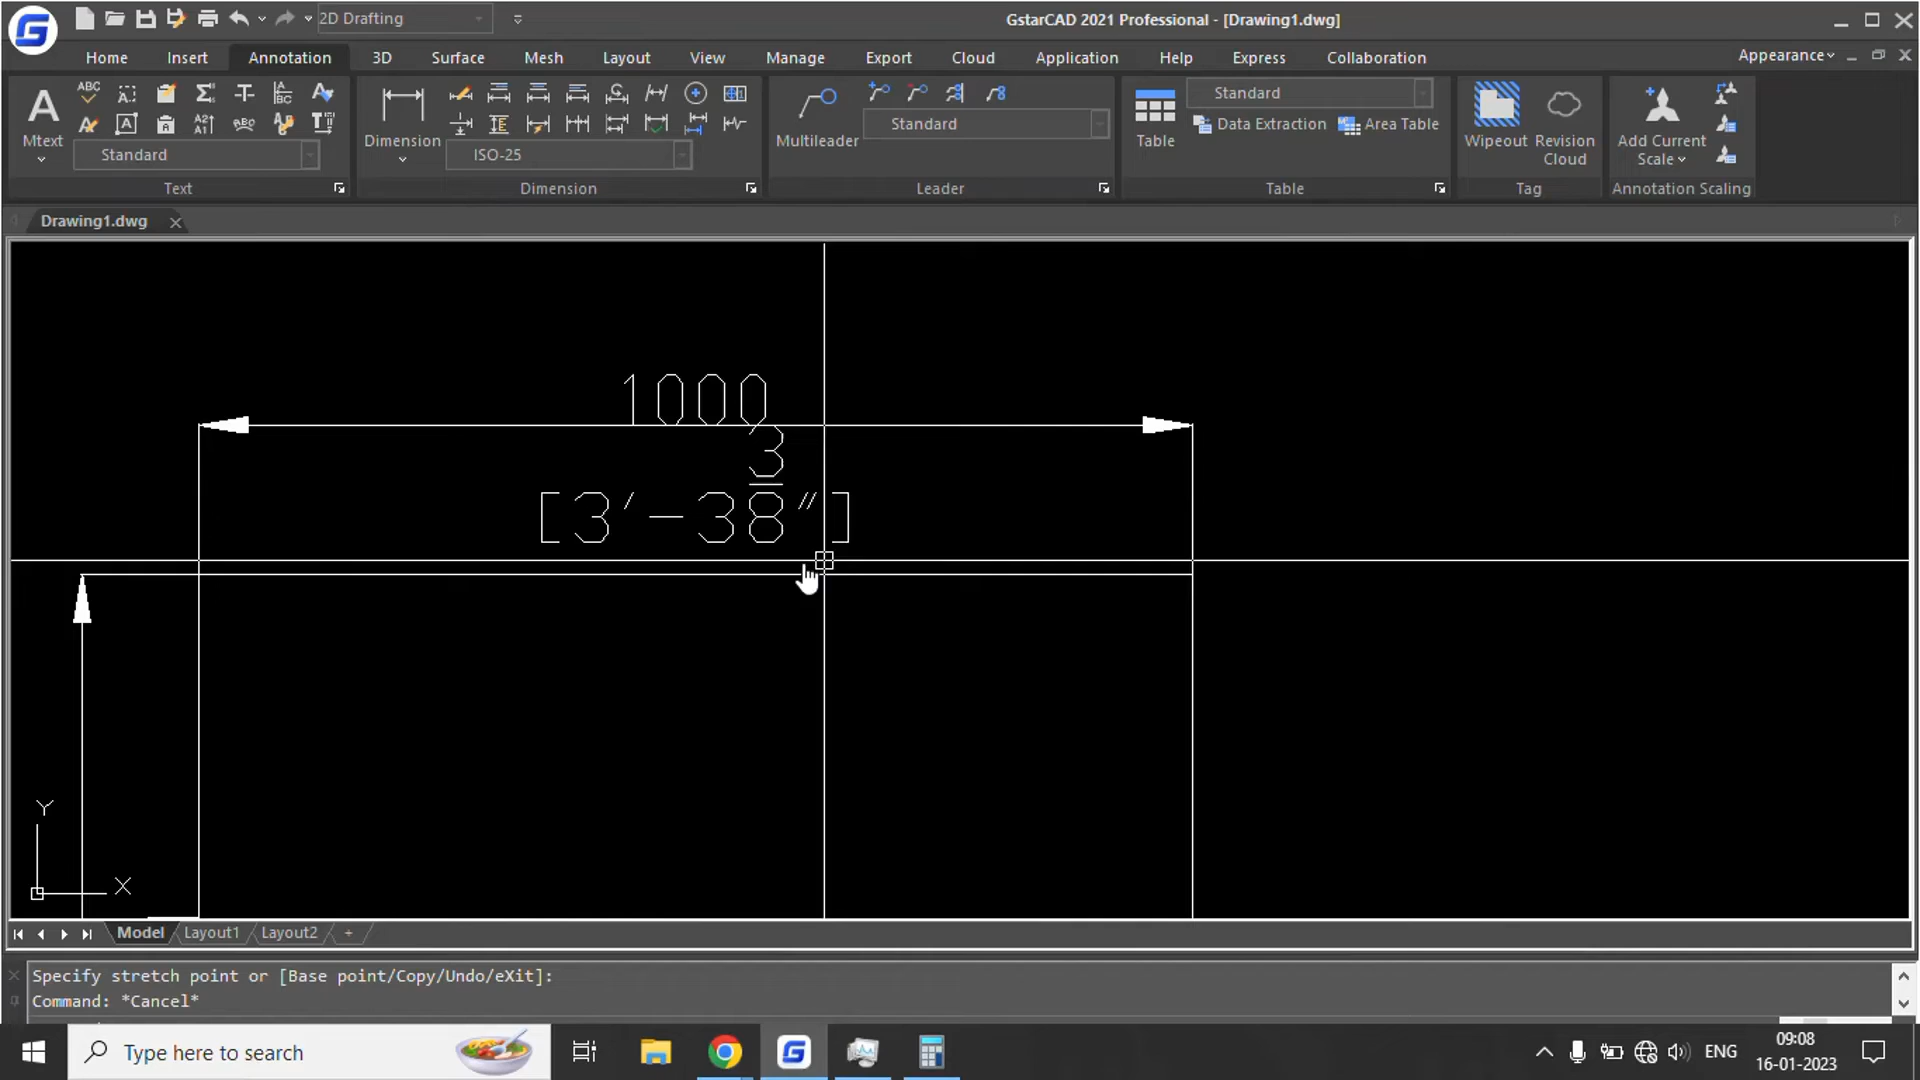 2D Drafting
GstarCAD 2021 Professional - [Drawing1.dwg]
Home Insert Annotation 3D Surface Mesh Layout View Manage Export Cloud Application Help Express Collaboration Appearance
Mtext
Standard
Text
Dimension
ISO-25
Dimension
Multileader
Standard
Leader
Table
Standard
Data Extraction Area Table
Table
Wipeout Revision Cloud
Tag
Add Current Scale
Annotation Scaling
Drawing1.dwg
1000
3
[3'-38"]
Y
X
Model Layout1 Layout2 +
Specify stretch point or [Base point/Copy/Undo/eXit]:
Command: *Cancel*
Type here to search
ENG
09:08
16-01-2023